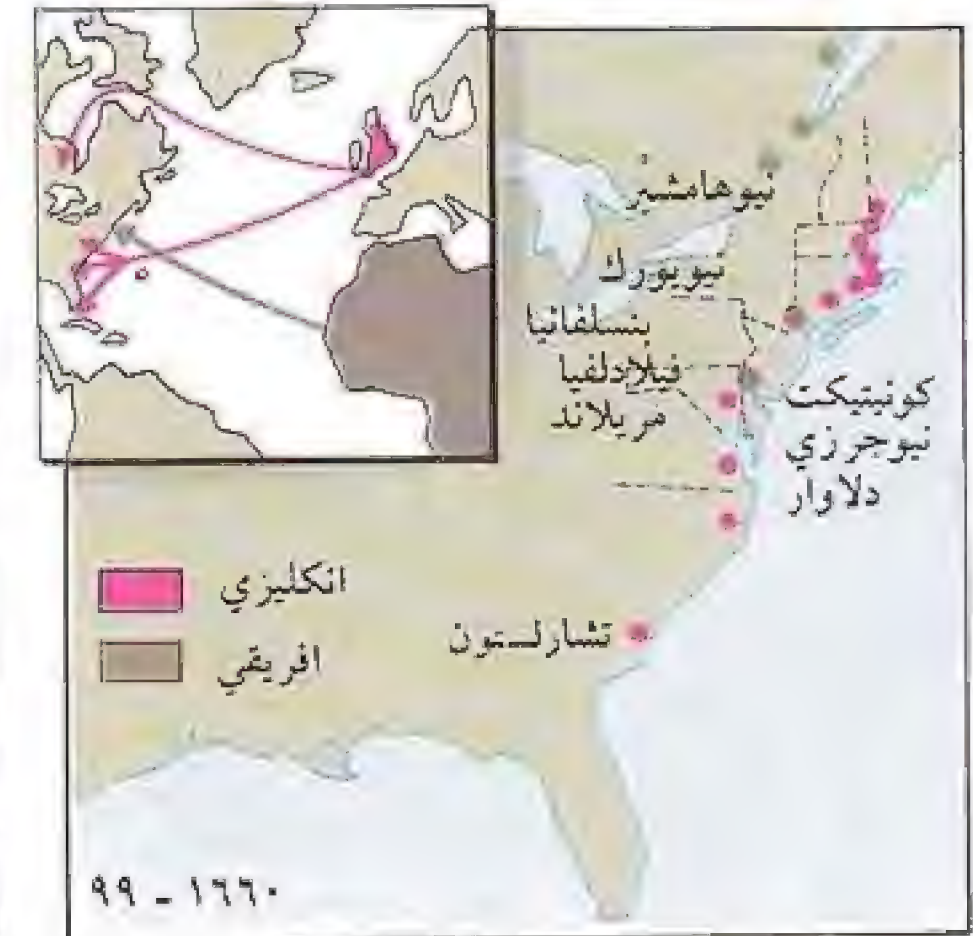 نيوهامشير
نيويورك
بنسلفانيا
فيلادلفيا
مريلاند
كونيتيكت
نيوجرزي
دلاوار
تشارلستون
انكليزي
افريقي
١٦٦٠ - ٩٩